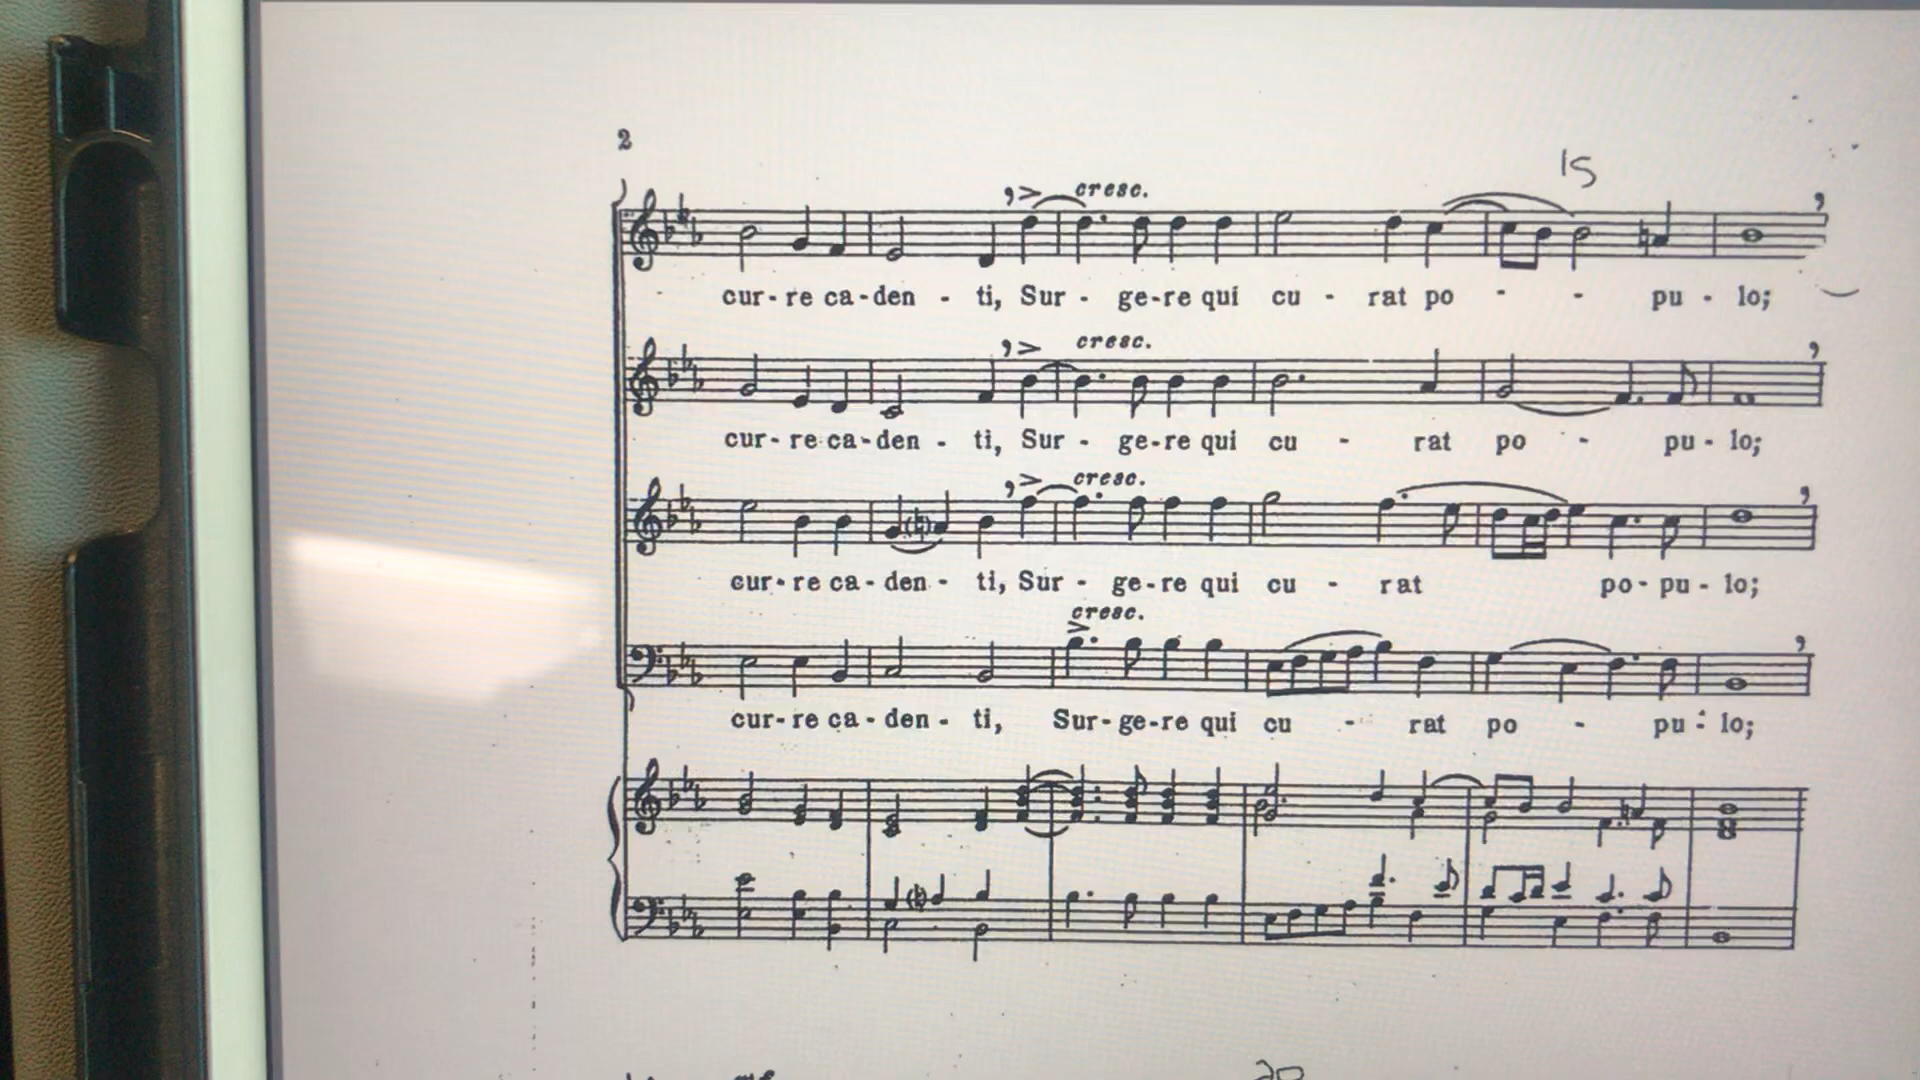 2
15
cresc.
cur-re ca-den - ti, Sur - ge-re qui cu - rat po - - pu - lo;
cresc.
cur-re ca-den - ti, Sur - ge-re qui cu - rat po - pu - lo;
cresc.
cur-re ca-den - ti, Sur - ge-re qui cu - rat po-pu - lo;
cresc.
cur-re ca-den - ti, Sur-ge-re qui cu - rat po - pu - lo;
20